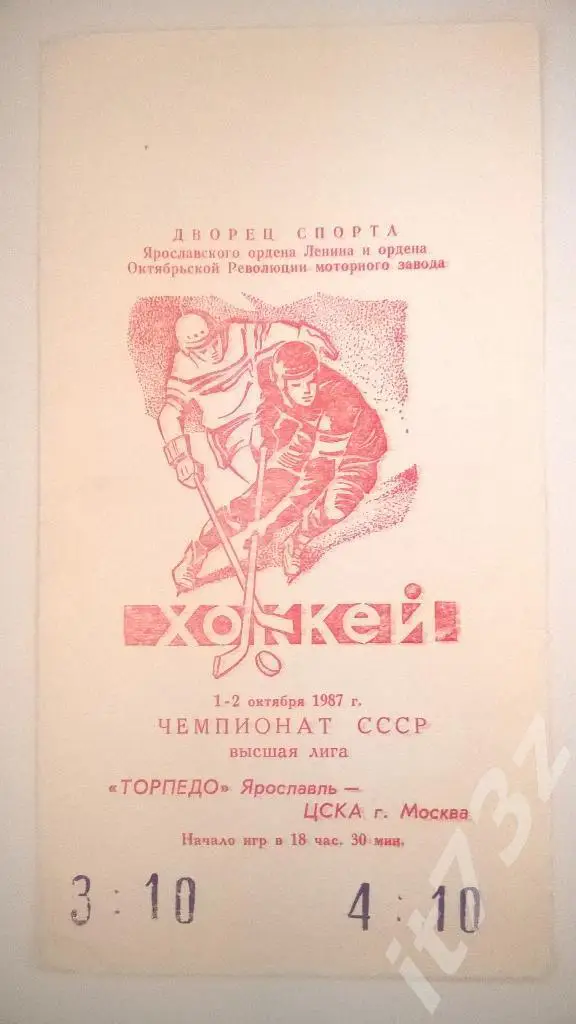 ДВОРЕЦ СПОРТА
Ярославского ордена Ленина и ордена
Октябрьской Революции моторного завода
хоккей
1-2 октября 1987 г.
ЧЕМПИОНАТ СССР
ВЫСШАЯ ЛИГА
«ТОРПЕДО» Ярославль —
ЦСКА г. Москва
Начало игр в 18 час. 30 мин.
3 : 10 4 : 10
it73z